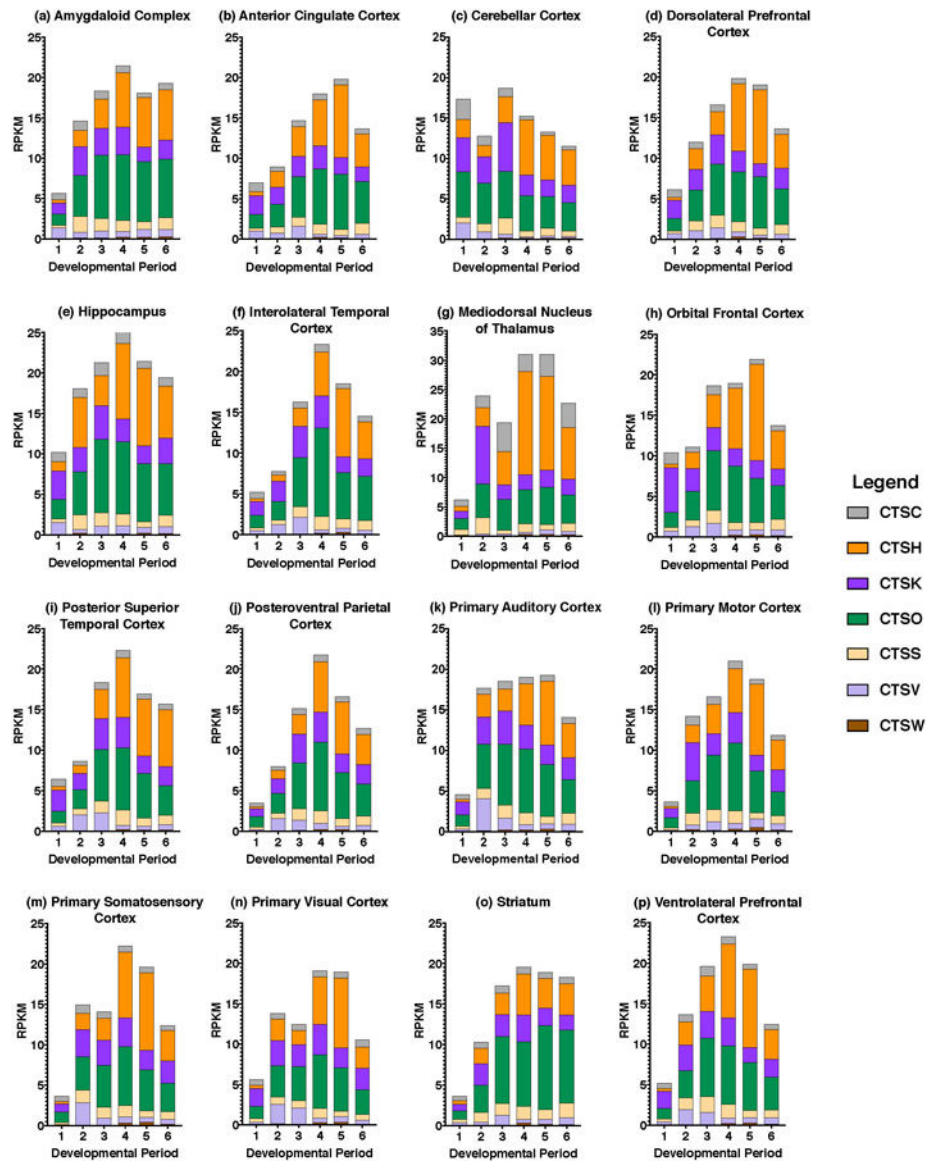 (a) Amygdaloid Complex
25
20
15
10
5
0
RPKM
1 2 3 4 5 6
Developmental Period
(b) Anterior Cingulate Cortex
25
20
15
10
5
0
RPKM
1 2 3 4 5 6
Developmental Period
(c) Cerebellar Cortex
25
20
15
10
5
0
RPKM
1 2 3 4 5 6
Developmental Period
(d) Dorsolateral Prefrontal
Cortex
25
20
15
10
5
0
RPKM
1 2 3 4 5 6
Developmental Period
(e) Hippocampus
25
20
15
10
5
0
RPKM
1 2 3 4 5 6
Developmental Period
(f) Interolateral Temporal
Cortex
25
20
15
10
5
0
RPKM
1 2 3 4 5 6
Developmental Period
(g) Mediodorsal Nucleus
of Thalamus
35
30
25
20
15
10
5
0
RPKM
1 2 3 4 5 6
Developmental Period
(h) Orbital Frontal Cortex
25
20
15
10
5
0
RPKM
1 2 3 4 5 6
Developmental Period
(i) Posterior Superior
Temporal Cortex
25
20
15
10
5
0
RPKM
1 2 3 4 5 6
Developmental Period
(j) Posteroventral Parietal
Cortex
25
20
15
10
5
0
RPKM
1 2 3 4 5 6
Developmental Period
(k) Primary Auditory Cortex
25
20
15
10
5
0
RPKM
1 2 3 4 5 6
Developmental Period
(l) Primary Motor Cortex
25
20
15
10
5
0
RPKM
1 2 3 4 5 6
Developmental Period
(m) Primary Somatosensory
Cortex
25
20
15
10
5
0
RPKM
1 2 3 4 5 6
Developmental Period
(n) Primary Visual Cortex
25
20
15
10
5
0
RPKM
1 2 3 4 5 6
Developmental Period
(o) Striatum
25
20
15
10
5
0
RPKM
1 2 3 4 5 6
Developmental Period
(p) Ventrolateral Prefrontal
Cortex
25
20
15
10
5
0
RPKM
1 2 3 4 5 6
Developmental Period
Legend
CTSC
CTSH
CTSK
CTSO
CTSS
CTSV
CTSW